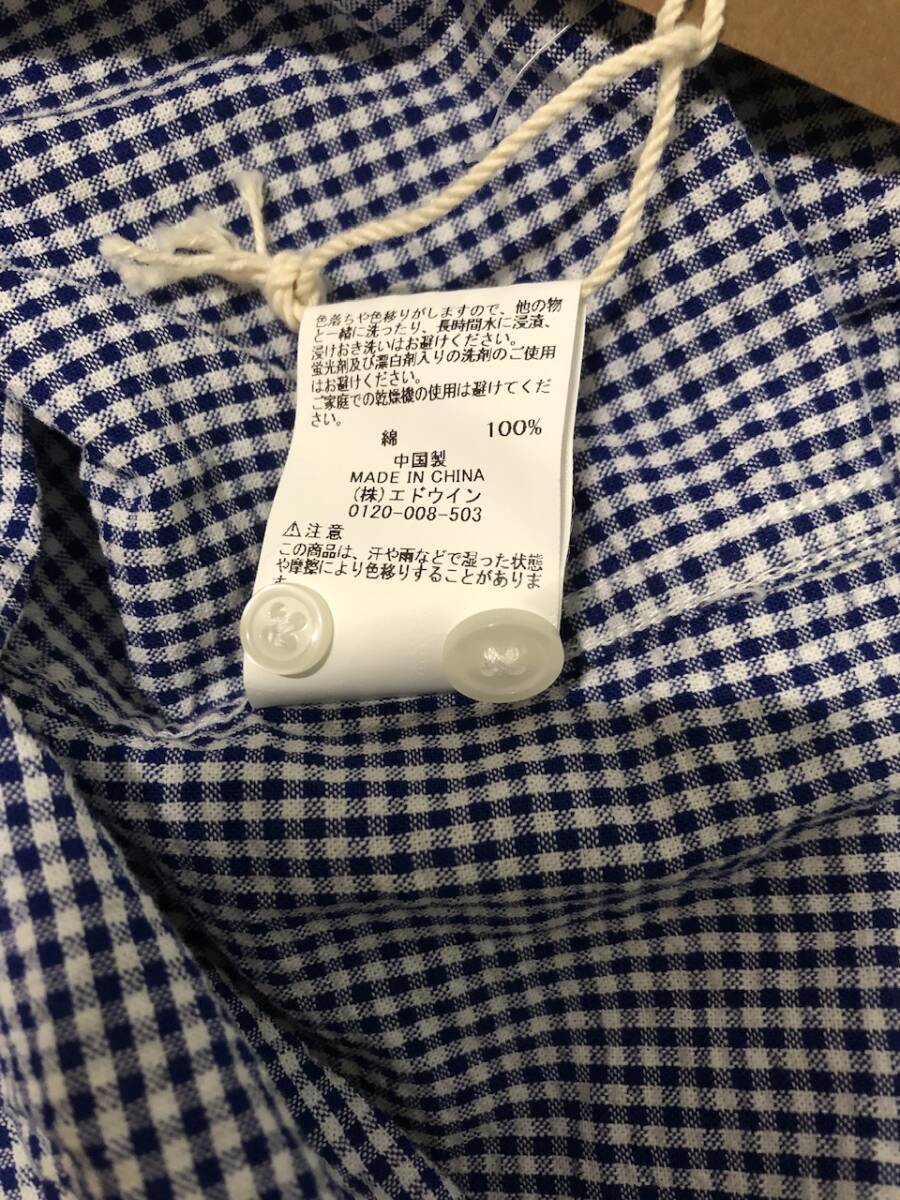 色落ちや色移りがしますので、他の物
と一緒に洗ったり、長時間水に浸漬、
浸けおき洗いはお避けください。
蛍光剤及び漂白剤入りの洗剤のご使用
はお避けください。
ご家庭での乾燥機の使用は避けてくだ
さい。
綿 100%
中国製
MADE IN CHINA
(株)エドウイン
0120-008-503
⚠注意
この商品は、汗や雨などで湿った状態
や摩擦により色移りすることがありま